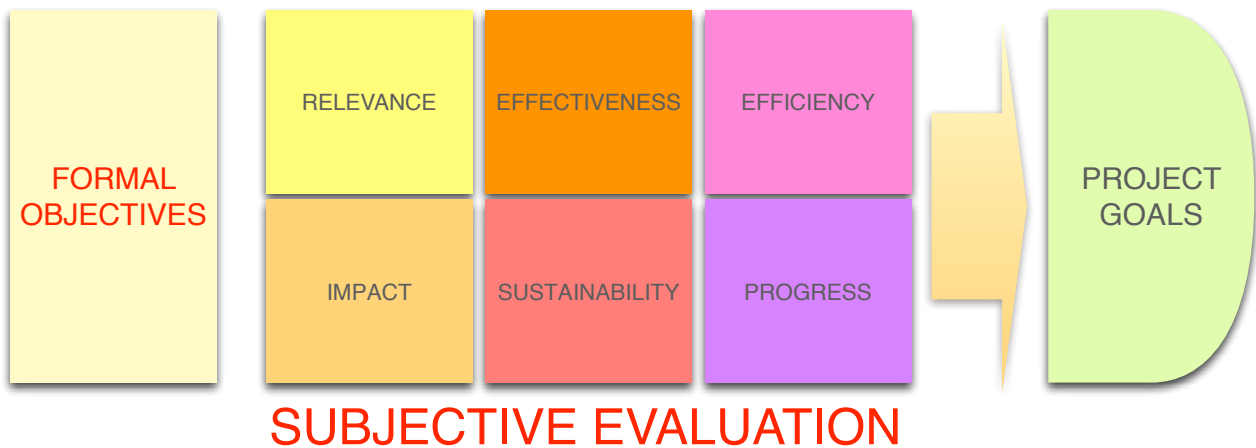 FORMAL
OBJECTIVES
RELEVANCE
EFFECTIVENESS
EFFICIENCY
IMPACT
SUSTAINABILITY
PROGRESS
PROJECT
GOALS
SUBJECTIVE EVALUATION